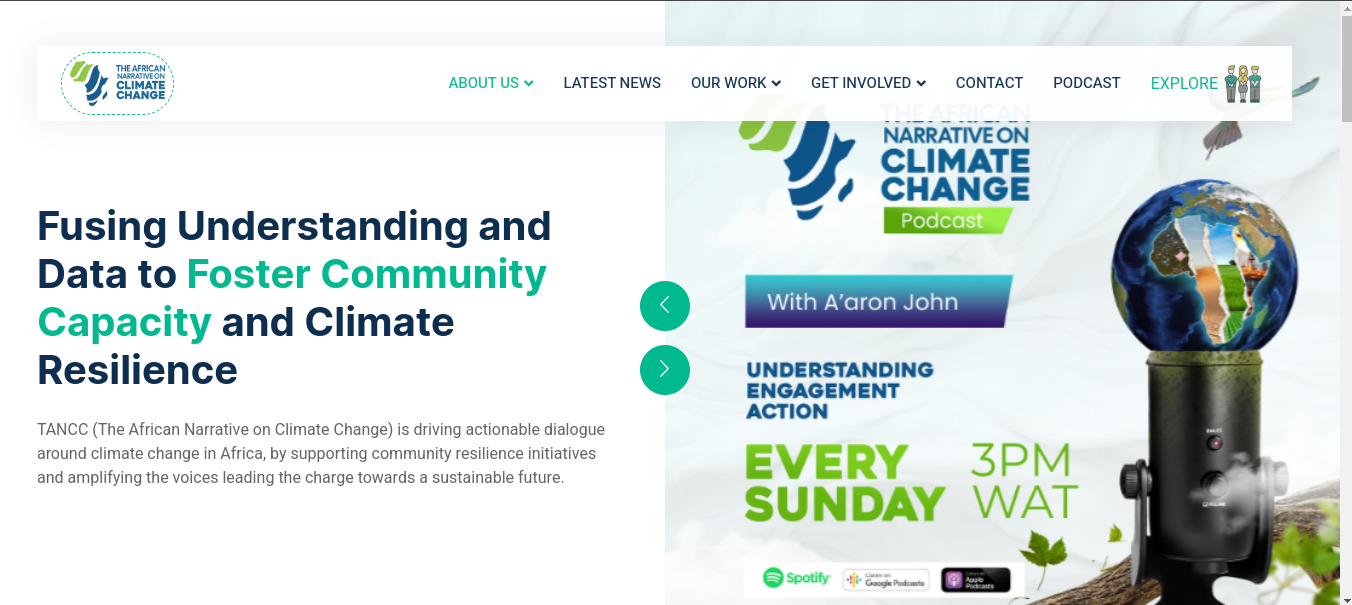 THE AFRICAN
NARRATIVE ON
CLIMATE
CHANGE
ABOUT US
LATEST NEWS
OUR WORK
GET INVOLVED
CONTACT
PODCAST
EXPLORE
Fusing Understanding and
Data to Foster Community
Capacity and Climate
Resilience
TANCC (The African Narrative on Climate Change) is driving actionable dialogue
around climate change in Africa, by supporting community resilience initiatives
and amplifying the voices leading the charge towards a sustainable future.
THE AFRICAN
NARRATIVE ON
CLIMATE
CHANGE
Podcast
With A'aron John
UNDERSTANDING
ENGAGEMENT
ACTION
EVERY
SUNDAY
3PM
WAT
Spotify
Listen on
Google Podcasts
Apple
Podcasts